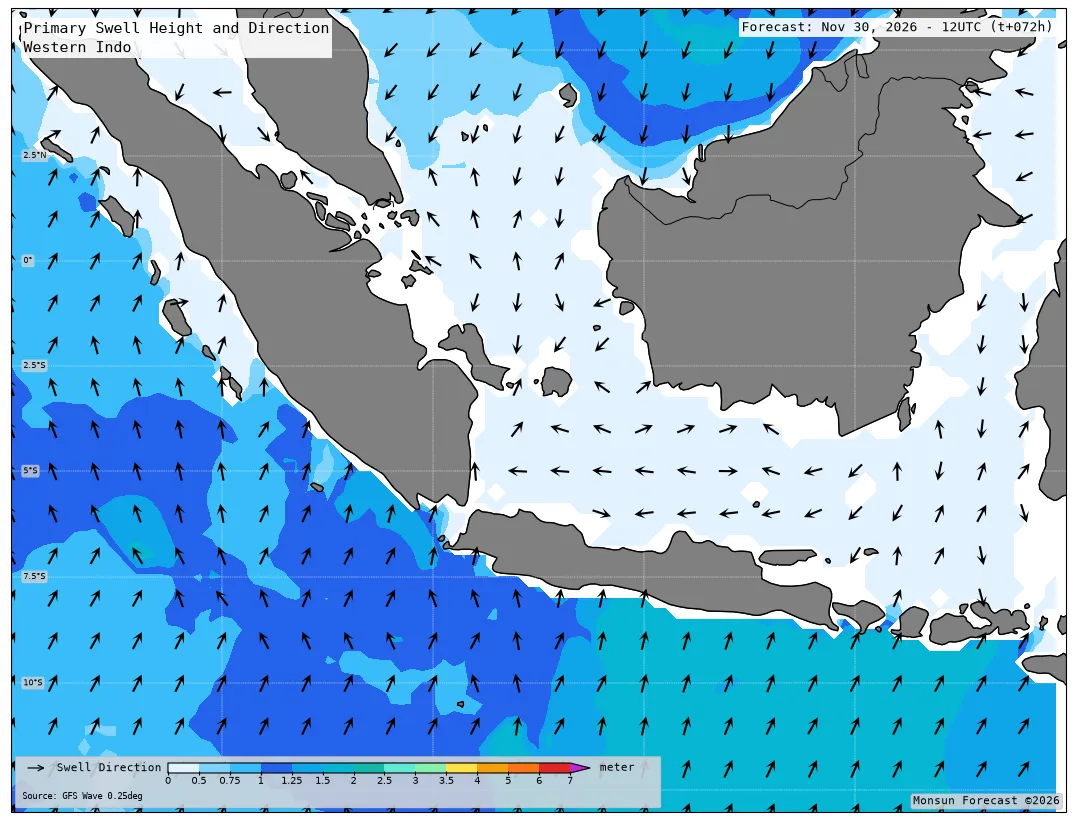 Primary Swell Height and Direction
Western Indo
Forecast: Nov 30, 2026 - 12UTC (t+072h)
2.5°N
0°
2.5°S
5°S
7.5°S
10°S
Swell Direction
0 0.5 0.75 1 1.25 1.5 2 2.5 3 3.5 4 5 6 7
meter
Source: GFS Wave 0.25deg
Monsun Forecast ©2026